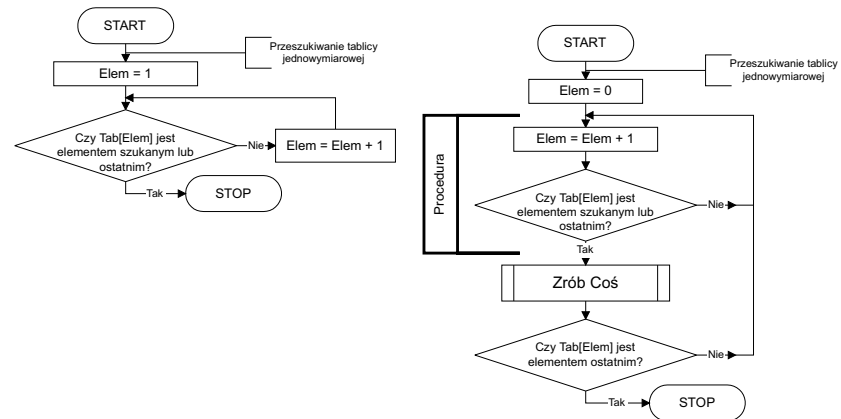 START
Przeszukiwanie tablicy
jednowymiarowej
Elem = 1
Czy Tab[Elem] jest
elementem szukanym lub
ostatnim?
Nie
Elem = Elem + 1
Tak
STOP
START
Przeszukiwanie tablicy
jednowymiarowej
Elem = 0
Procedura
Elem = Elem + 1
Czy Tab[Elem] jest
elementem szukanym lub
ostatnim?
Nie
Tak
Zrób Coś
Czy Tab[Elem] jest
elementem ostatnim?
Nie
Tak
STOP